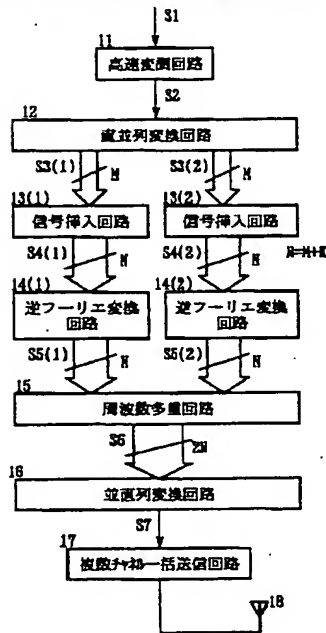 S1
11
高速変調回路
S2
12
直並列変換回路
S3(1) M S3(2) M
13(1) 13(2)
信号挿入回路 信号挿入回路
S4(1) N S4(2) N
14(1) 14(2)
逆フーリエ変換回路 逆フーリエ変換回路
S5(1) N S5(2) N
15
周波数多重回路
S6 2N
16
並直列変換回路
S7
17
複数チャネル一括送信回路
18